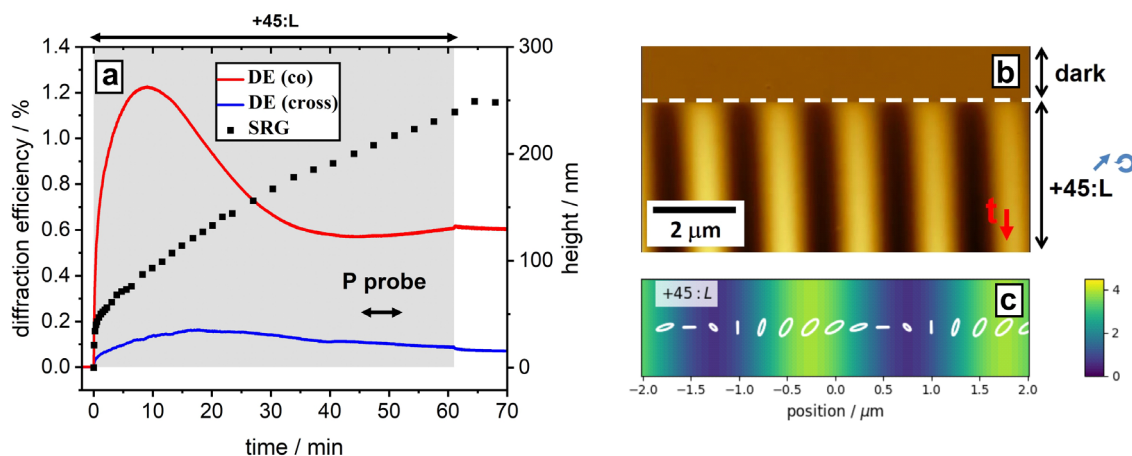 +45:L
a
DE (co)
DE (cross)
SRG
P probe
diffraction efficiency / %
1.4
1.2
1.0
0.8
0.6
0.4
0.2
0.0
0 10 20 30 40 50 60 70
time / min
300
200
100
0
height / nm
b
dark
+45:L
t
2 μm
+45:L
c
-2.0 -1.5 -1.0 -0.5 0.0 0.5 1.0 1.5 2.0
position / μm
4
2
0